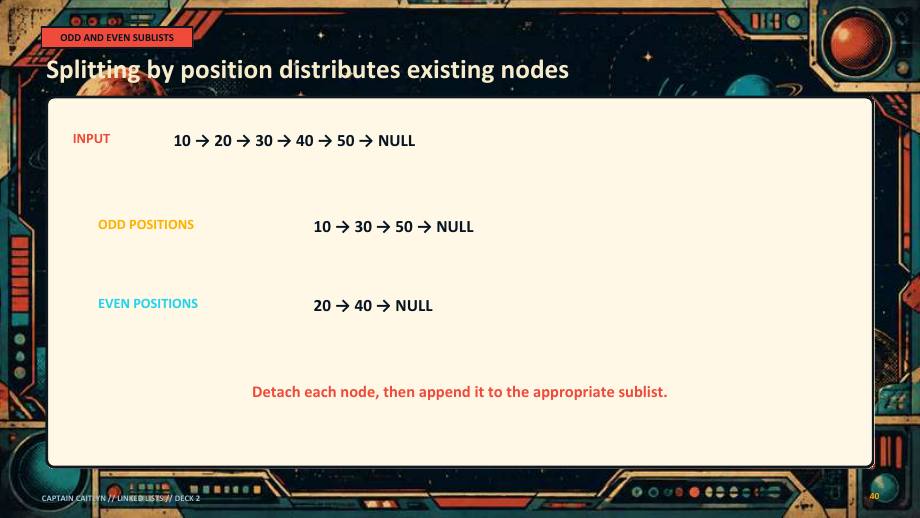 ODD AND EVEN SUBLISTS
Splitting by position distributes existing nodes
INPUT 10 → 20 → 30 → 40 → 50 → NULL
ODD POSITIONS 10 → 30 → 50 → NULL
EVEN POSITIONS 20 → 40 → NULL
Detach each node, then append it to the appropriate sublist.
CAPTAIN CAITLYN // LINKED LISTS // DECK 2
40